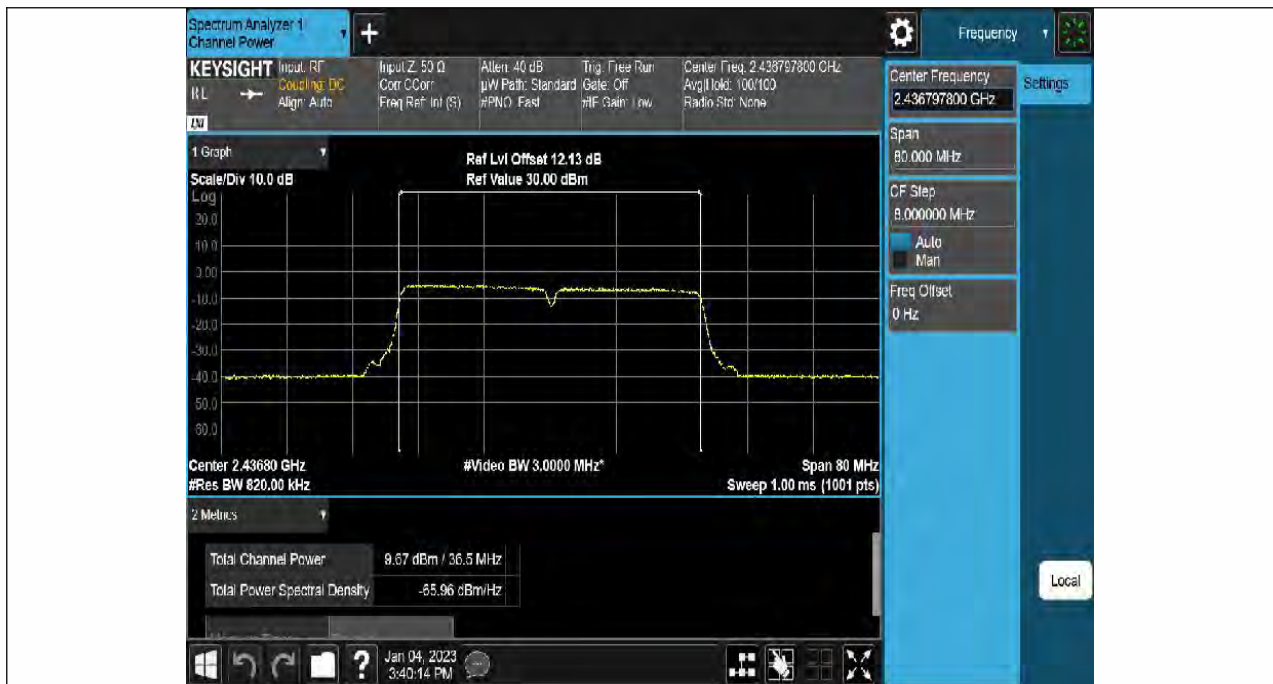 Spectrum Analyzer 1
Channel Power
+
Frequency
KEYSIGHT
Input: RF
Coupling: DC
Align: Auto
Input Z: 50 Ω
Corr CCorr
Freq Ref: Int (S)
Atten: 40 dB
µW Path: Standard
#PNO: Fast
Trig: Free Run
Gate: Off
#IF Gain: Low
Center Freq: 2.436797800 GHz
Avg|Hold: 100/100
Radio Std: None
RL
LXI
Center Frequency
2.436797800 GHz
Settings
Span
80.000 MHz
CF Step
8.000000 MHz
Auto
Man
Freq Offset
0 Hz
1 Graph
Scale/Div 10.0 dB
Ref Lvl Offset 12.13 dB
Ref Value 30.00 dBm
Log
20.0
10.0
0.00
-10.0
-20.0
-30.0
-40.0
-50.0
-60.0
Center 2.43680 GHz
#Video BW 3.0000 MHz*
Span 80 MHz
#Res BW 820.00 kHz
Sweep 1.00 ms (1001 pts)
2 Metrics
Total Channel Power
9.67 dBm / 36.5 MHz
Total Power Spectral Density
-65.96 dBm/Hz
Local
?
Jan 04, 2023
3:40:14 PM